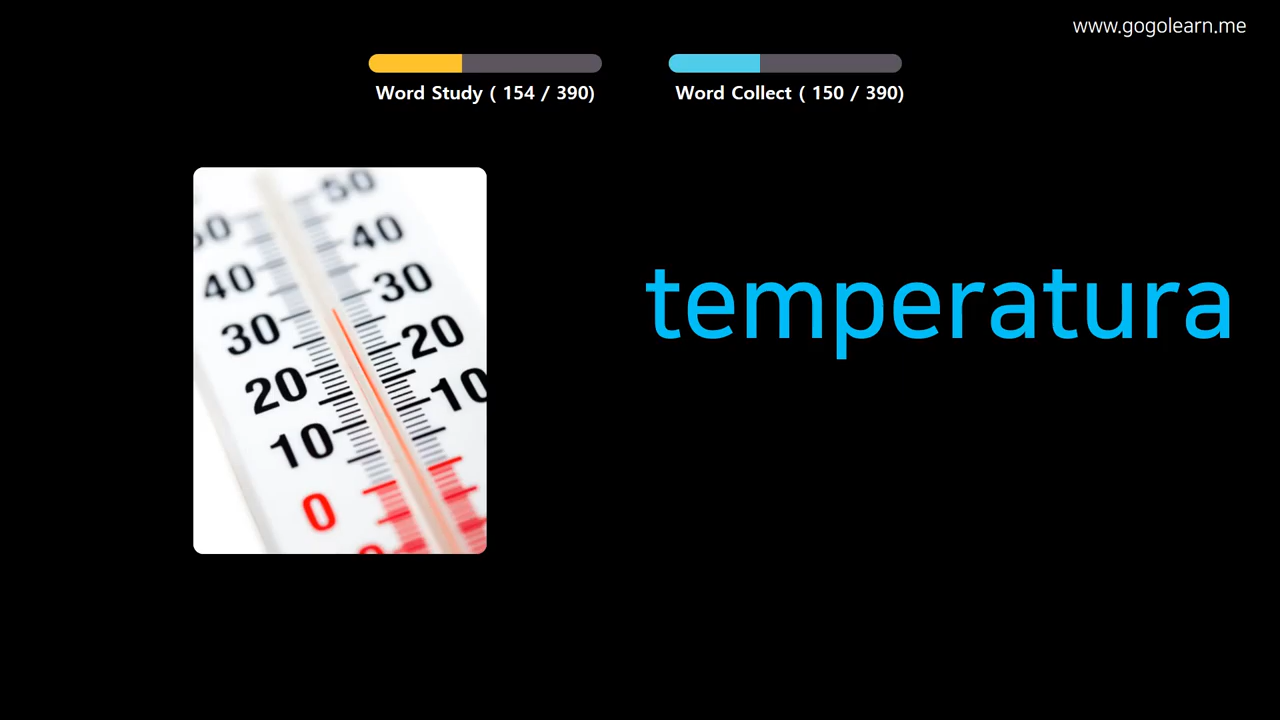 www.gogolearn.me
Word Study ( 154 / 390)
Word Collect ( 150 / 390)
50
40
40
30
30
20
20
10
10
0
temperatura